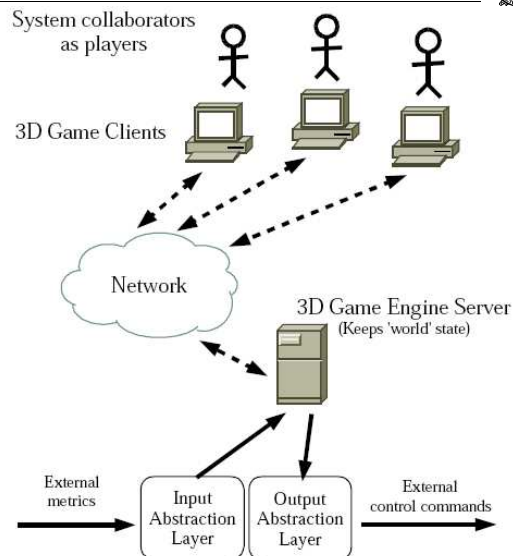 System collaborators
as players
3D Game Clients
Network
3D Game Engine Server
(Keeps 'world' state)
External
metrics
Input
Abstraction
Layer
Output
Abstraction
Layer
External
control commands